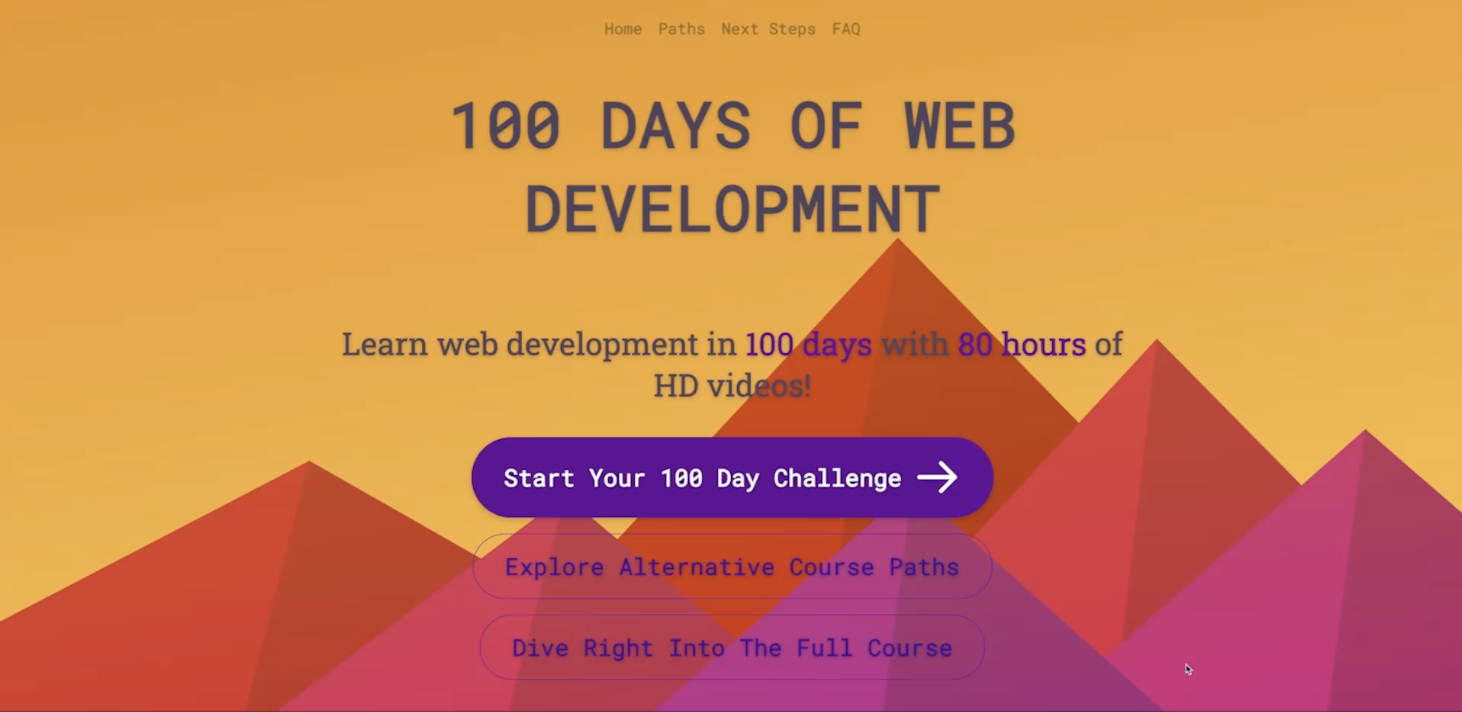 Home Paths Next Steps FAQ
100 DAYS OF WEB
DEVELOPMENT
Learn web development in 100 days with 80 hours of
HD videos!
Start Your 100 Day Challenge
Explore Alternative Course Paths
Dive Right Into The Full Course